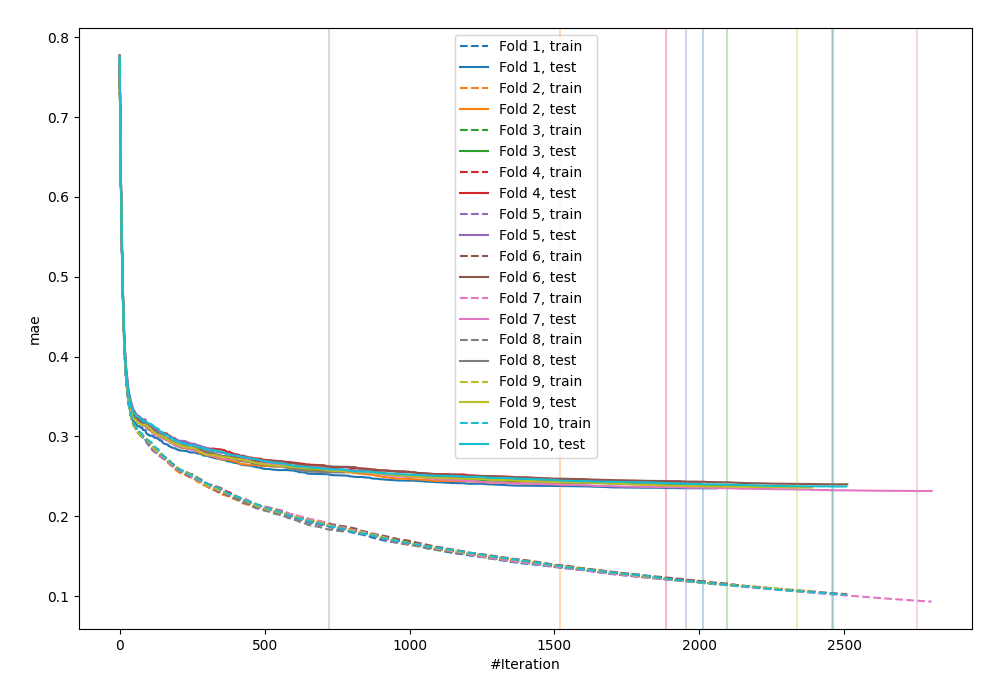 0.8
0.7
0.6
0.5
0.4
0.3
0.2
0.1
mae
Fold 1, train
Fold 1, test
Fold 2, train
Fold 2, test
Fold 3, train
Fold 3, test
Fold 4, train
Fold 4, test
Fold 5, train
Fold 5, test
Fold 6, train
Fold 6, test
Fold 7, train
Fold 7, test
Fold 8, train
Fold 8, test
Fold 9, train
Fold 9, test
Fold 10, train
Fold 10, test
0 500 1000 1500 2000 2500
#Iteration